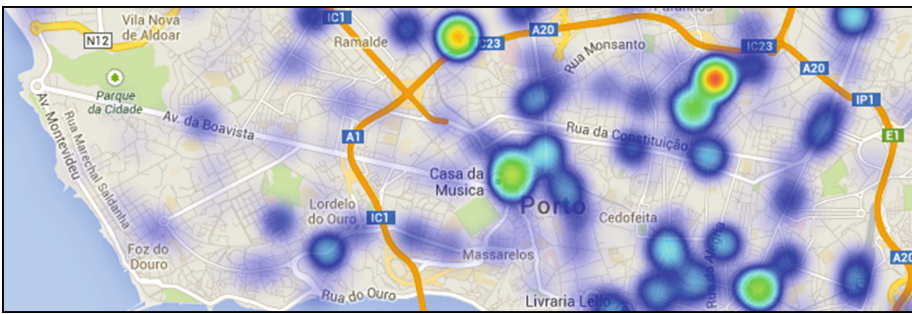 IC1
Vila Nova
de Aldoar
N12
Ramalde
C23
A20
Rua Monsanto
IC23
A20
Parque
da Cidade
IP1
Av. da Boavista
Av. Montevideu
Rua Marechal Saldanha
A1
Rua da Constituição
E1
Casa da
Musica
Porto
Lordelo
do Ouro
IC1
Cedofeita
Foz do
Douro
Massarelos
A20
Rua do Ouro
Livraria Lello